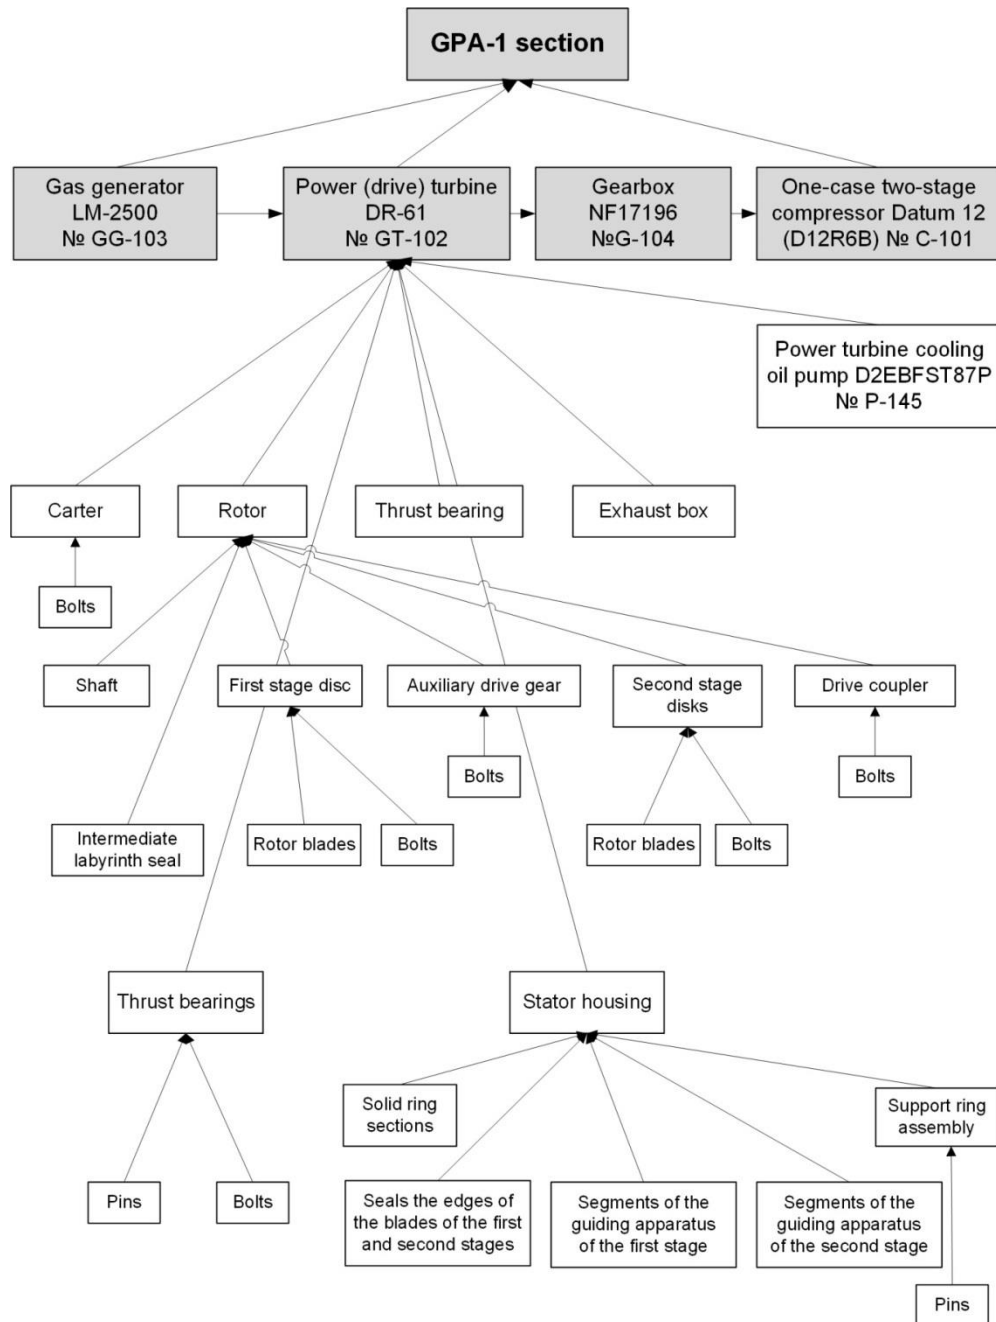 GPA-1 section
Gas generator
LM-2500
№ GG-103
Power (drive) turbine
DR-61
№ GT-102
Gearbox
NF17196
№G-104
One-case two-stage
compressor Datum 12
(D12R6B) № C-101
Power turbine cooling
oil pump D2EBFST87P
№ P-145
Carter
Rotor
Thrust bearing
Exhaust box
Bolts
Shaft
First stage disc
Auxiliary drive gear
Second stage
disks
Drive coupler
Bolts
Bolts
Intermediate
labyrinth seal
Rotor blades
Bolts
Rotor blades
Bolts
Thrust bearings
Stator housing
Solid ring
sections
Support ring
assembly
Pins
Bolts
Seals the edges of
the blades of the first
and second stages
Segments of the
guiding apparatus
of the first stage
Segments of the
guiding apparatus
of the second stage
Pins